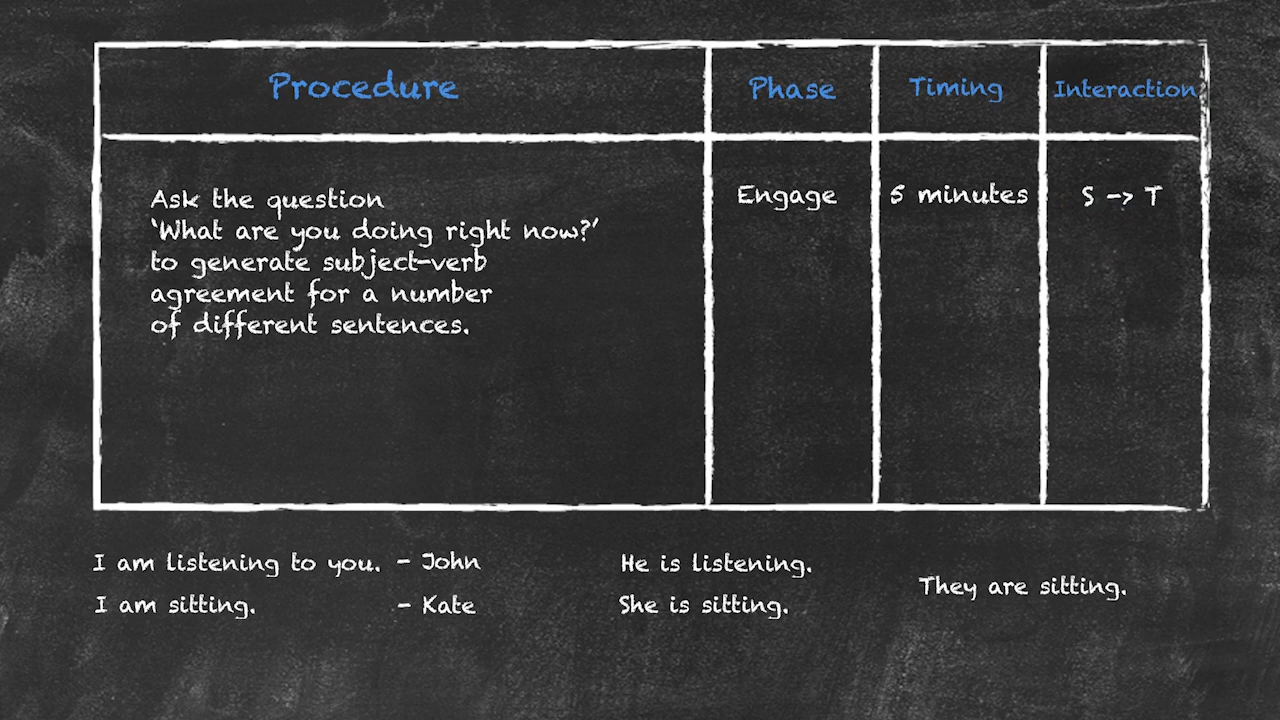 Procedure Phase Timing Interaction
Ask the question
‘What are you doing right now?’
to generate subject-verb
agreement for a number
of different sentences.
Engage
5 minutes
S -> T
I am listening to you. - John
I am sitting. - Kate
He is listening.
She is sitting.
They are sitting.